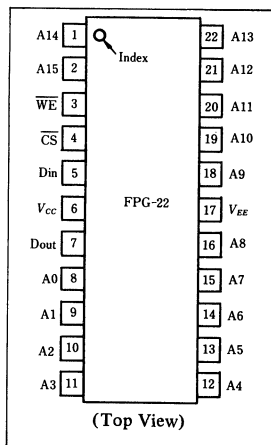 A14 1 22 A13
Index
A15 2 21 A12
W̅E̅ 3 20 A11
C̅S̅ 4 19 A10
Din 5 18 A9
FPG-22
VCC 6 17 VEE
Dout 7 16 A8
A0 8 15 A7
A1 9 14 A6
A2 10 13 A5
A3 11 12 A4
(Top View)